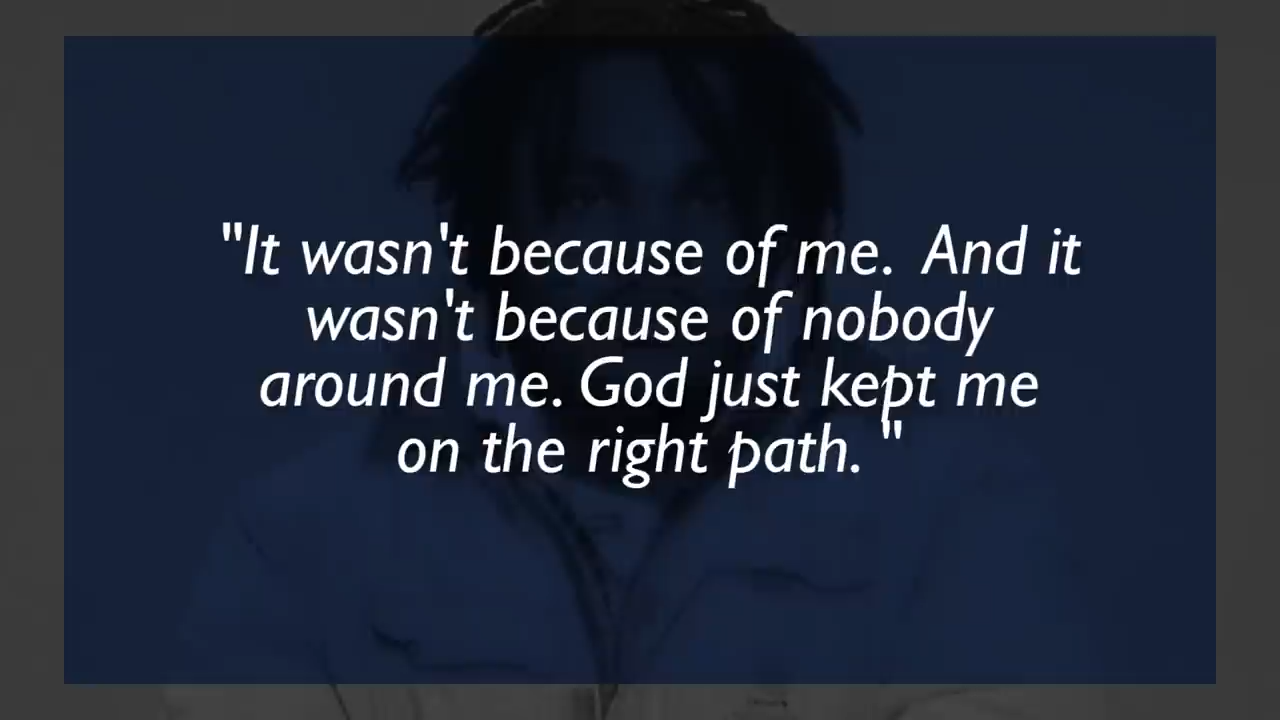 "It wasn't because of me.  And it
wasn't because of nobody
around me. God just kept me
on the right path. "